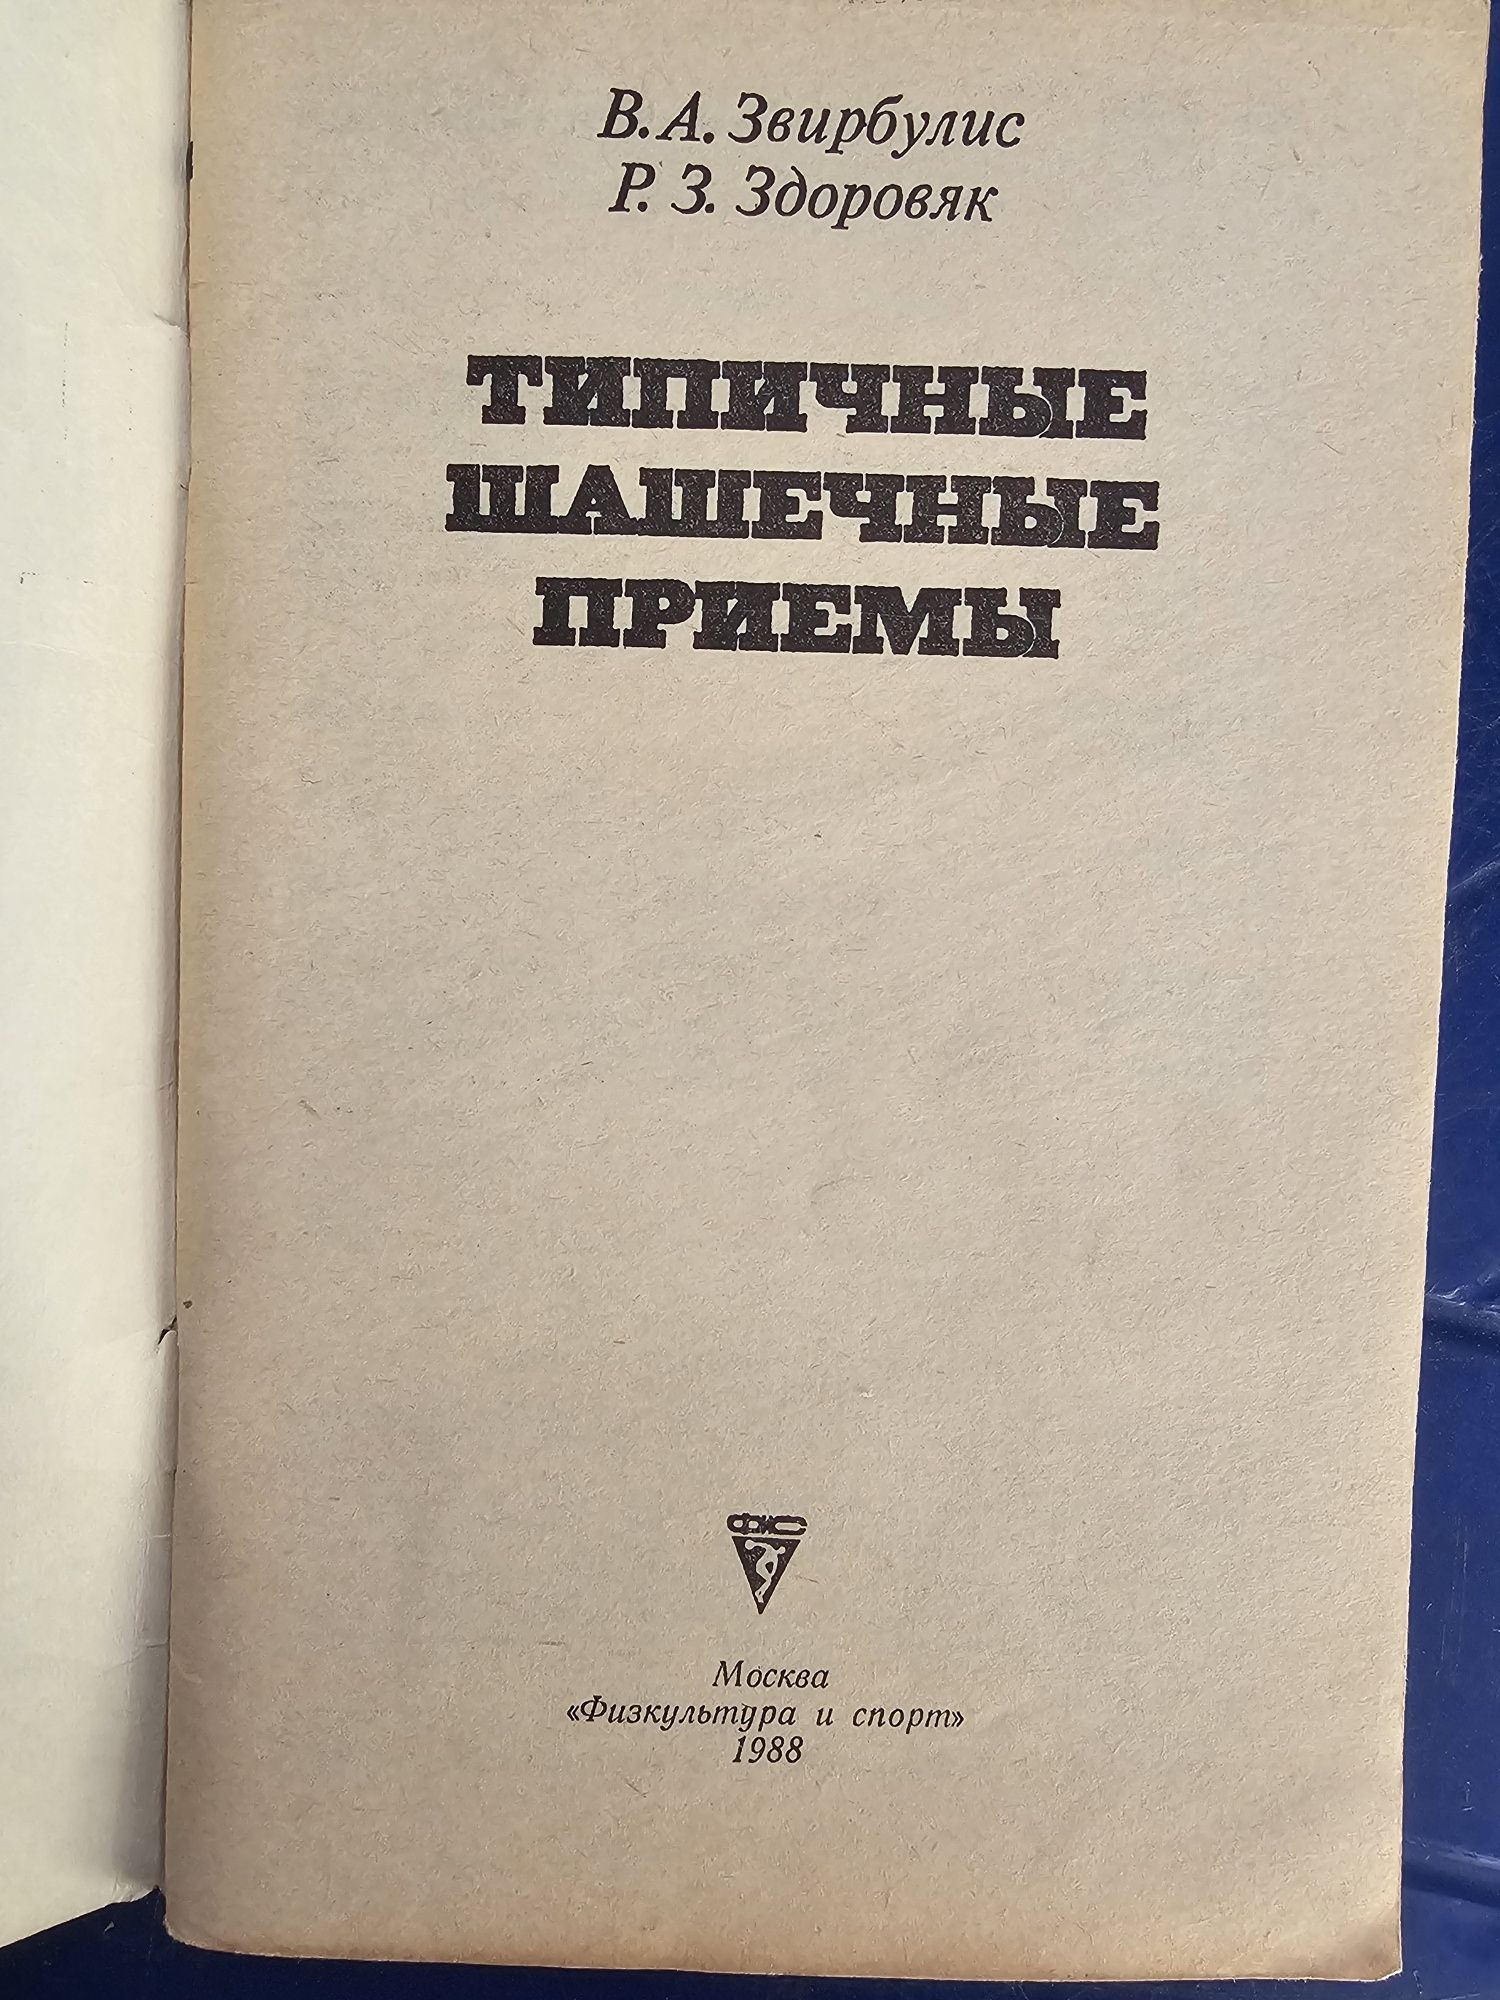 В. А. Звирбулис
Р. З. Здоровяк
ТИПИЧНЫЕ
ШАШЕЧНЫЕ
ПРИЕМЫ
ФиС
Москва
«Физкультура и спорт»
1988